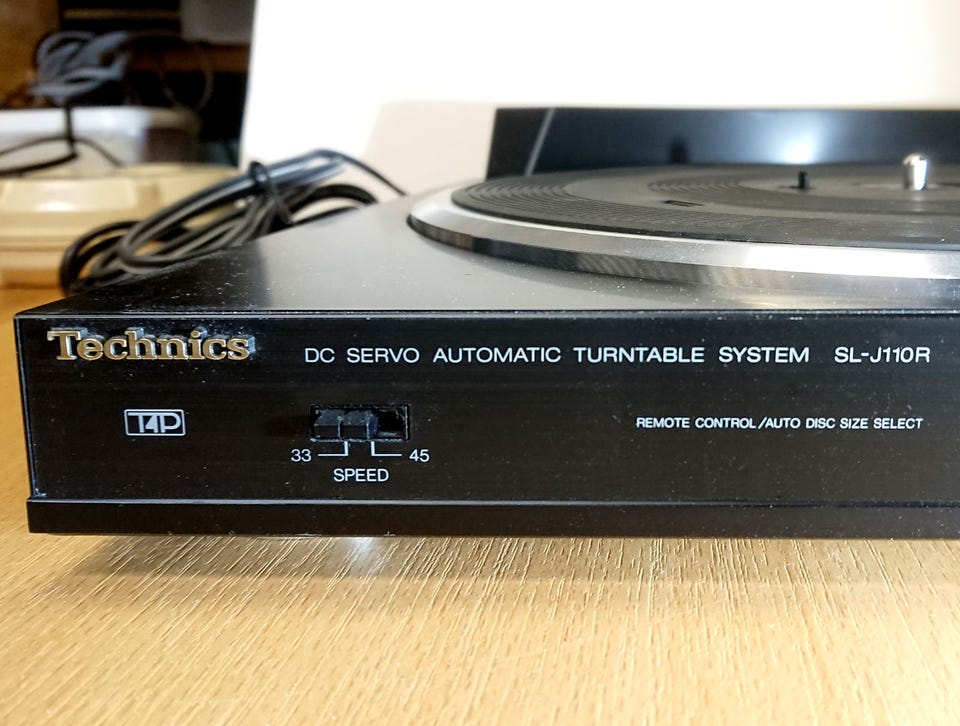 Technics
DC SERVO AUTOMATIC TURNTABLE SYSTEM SL-J110R
T4P
REMOTE CONTROL/AUTO DISC SIZE SELECT
33 45
SPEED